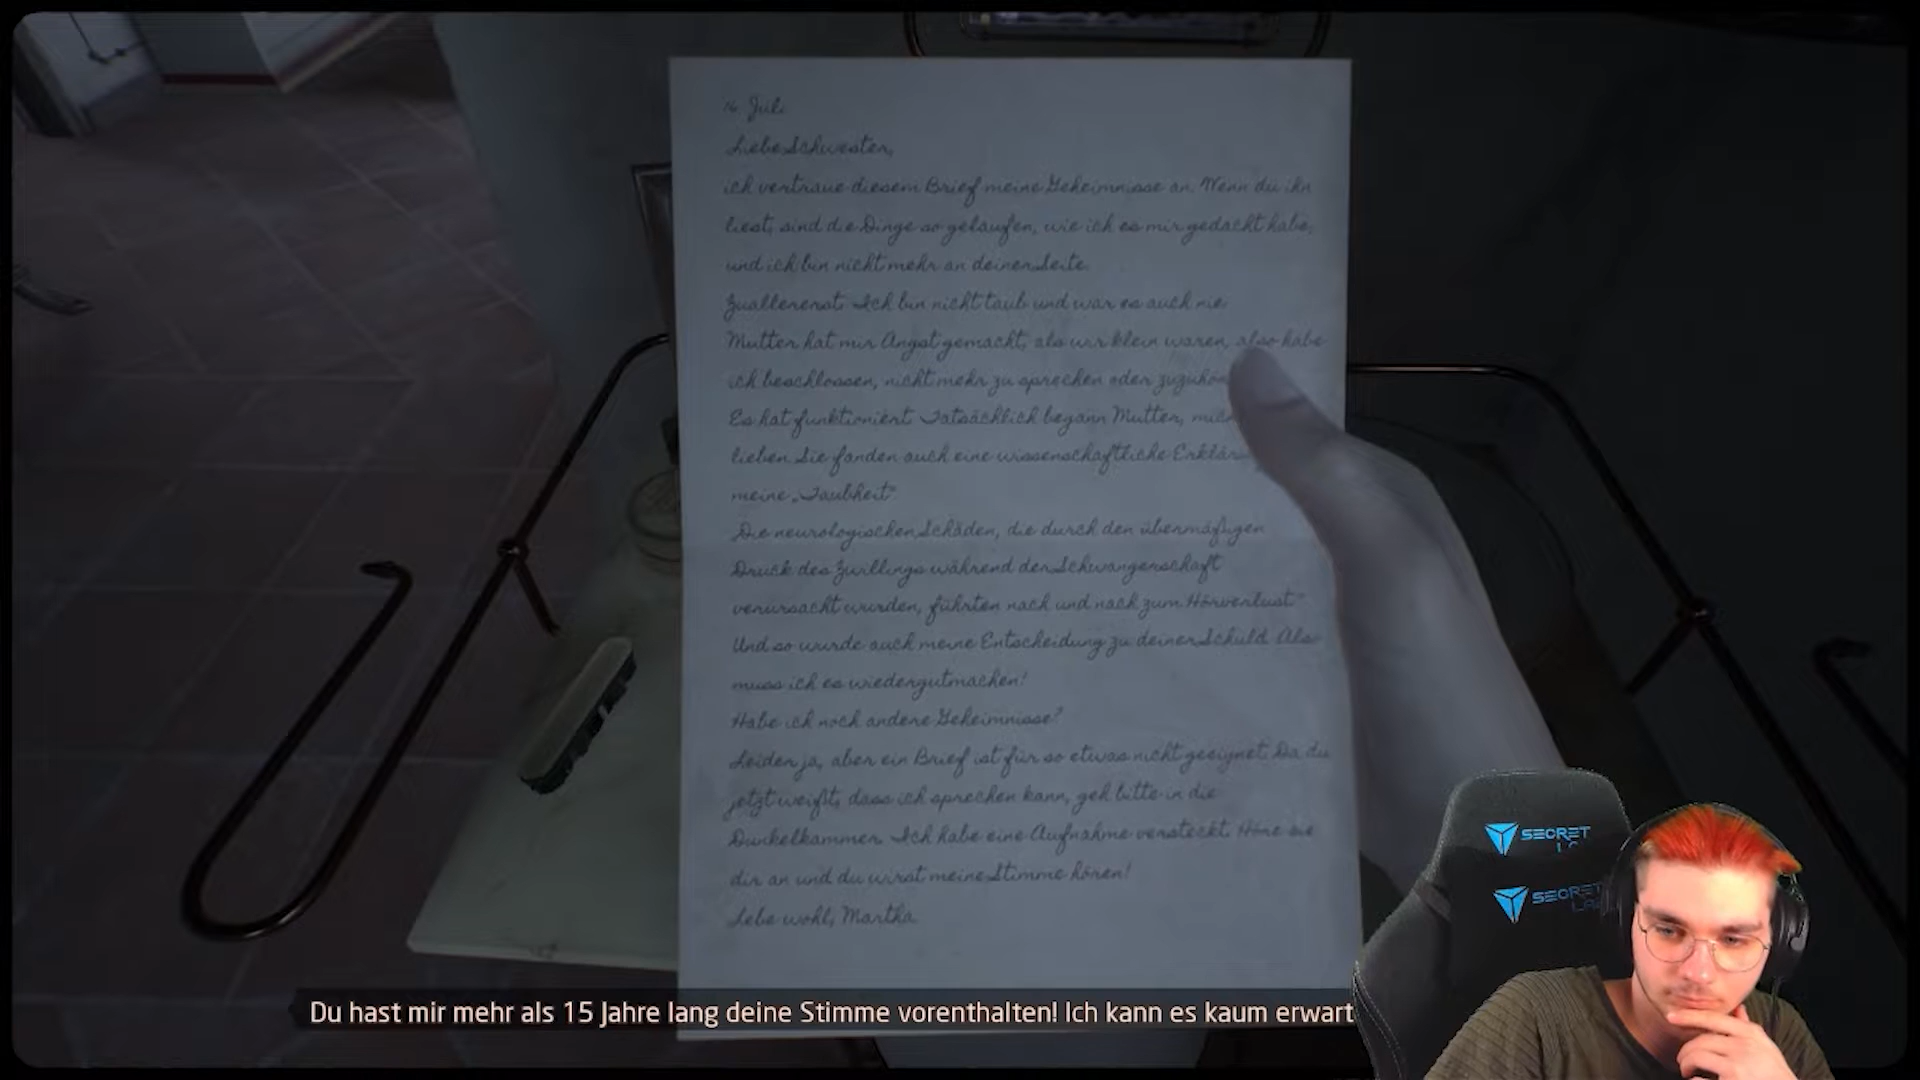 14. Juli
Liebe Schwester,
ich vertraue diesem Brief meine Geheimnisse an. Wenn du ihn
liest, sind die Dinge so gelaufen, wie ich es mir gedacht habe,
und ich bin nicht mehr an deiner Seite.
Zuallererst: Ich bin nicht taub und war es auch nie.
Mutter hat mir Angst gemacht, als wir klein waren, also habe
ich beschlossen, nicht mehr zu sprechen oder
Es hat funktioniert. Tatsächlich begann Mutter,
lieben. Sie fanden auch eine wissenschaftliche
meine „Taubheit“:
„Die neurologischen Schäden, die durch den übermäßigen
Druck des Zwillings während der Schwangerschaft
verursacht wurden, führten nach und nach zum Hörverlust.“
Und so wurde auch meine Entscheidung zu deiner Schuld. Also
muss ich es wiedergutmachen!
Habe ich noch andere Geheimnisse?
Leider ja, aber ein Brief ist für so etwas nicht geeignet. Da du
jetzt weißt, dass ich sprechen kann, geh bitte in die
Dunkelkammer. Ich habe eine Aufnahme versteckt. Höre sie
dir an und du wirst meine Stimme hören!
Lebe wohl, Martha.
Du hast mir mehr als 15 Jahre lang deine Stimme vorenthalten! Ich kann es kaum erwart
SECRET
SECRET